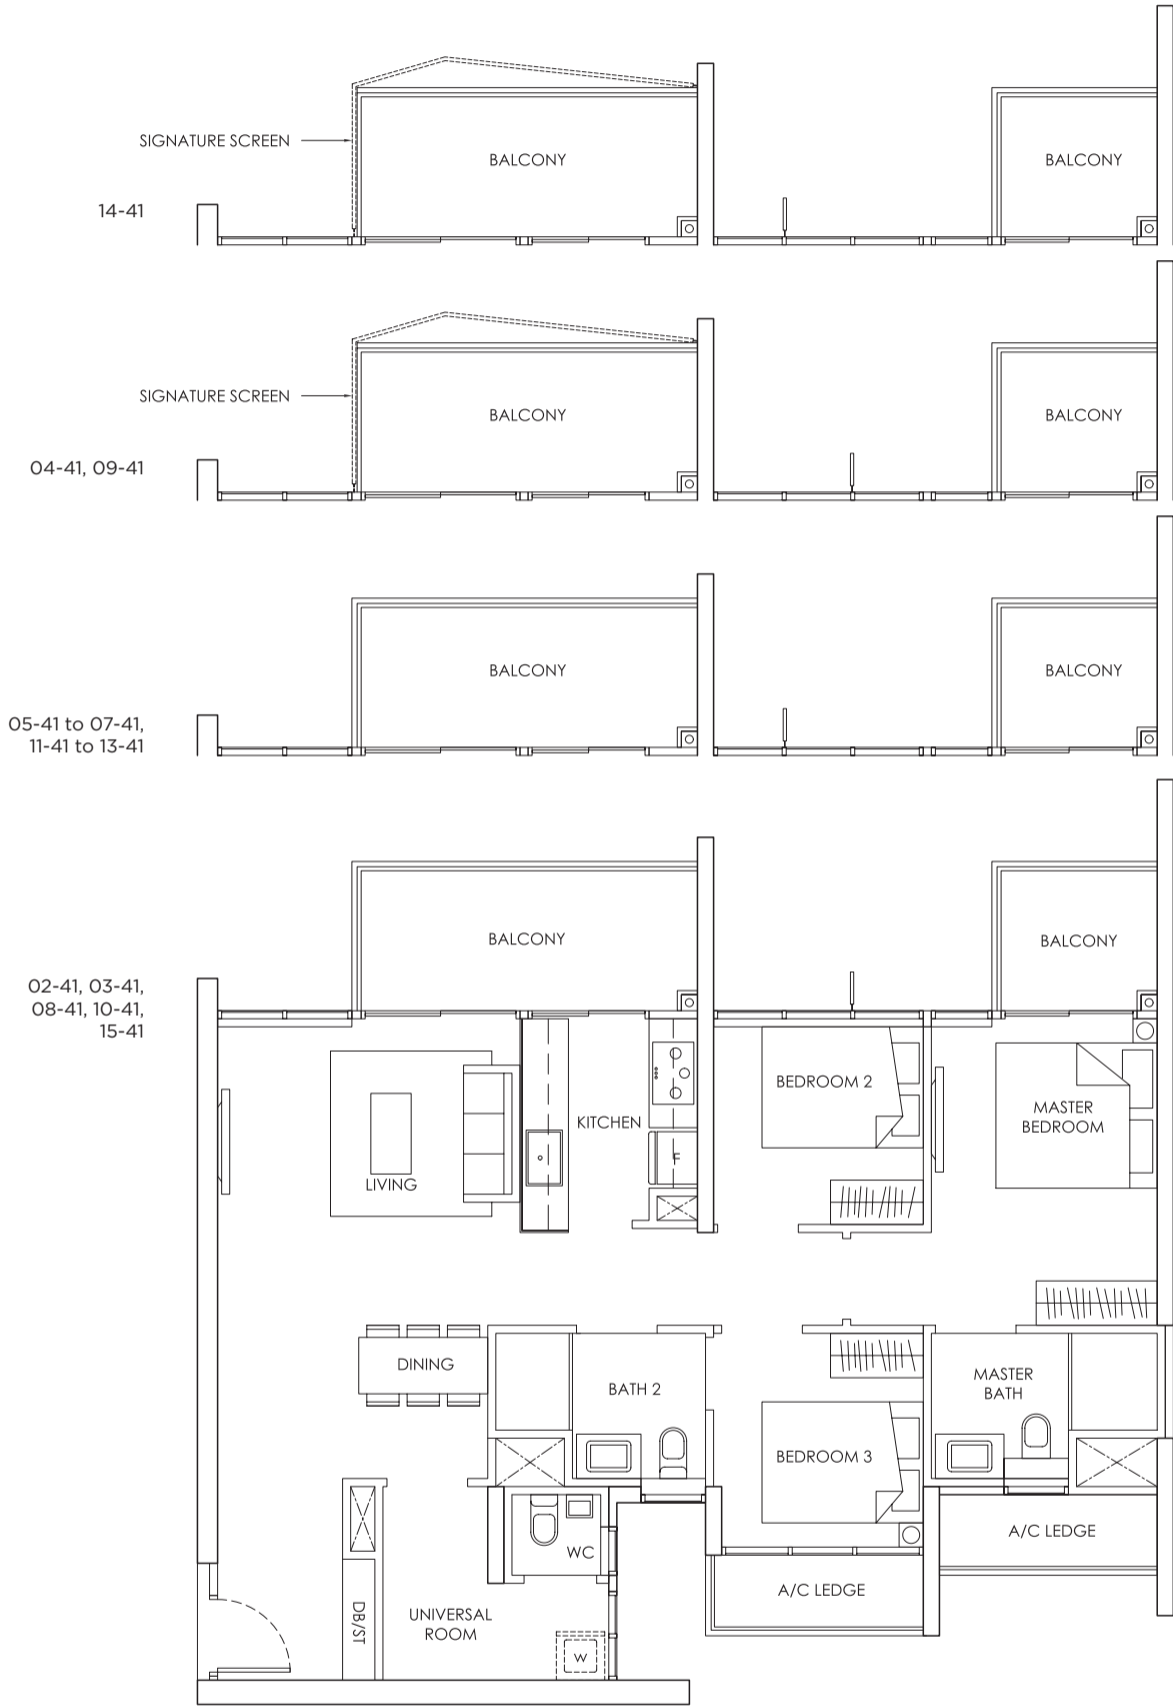 SIGNATURE SCREEN
BALCONY
BALCONY
14-41
SIGNATURE SCREEN
BALCONY
BALCONY
04-41, 09-41
BALCONY
BALCONY
05-41 to 07-41,
11-41 to 13-41
BALCONY
BALCONY
02-41, 03-41,
08-41, 10-41,
15-41
BEDROOM 2
MASTER
BEDROOM
KITCHEN
F
LIVING
DINING
BATH 2
MASTER
BATH
BEDROOM 3
WC
A/C LEDGE
A/C LEDGE
DB/ST
UNIVERSAL
ROOM
W